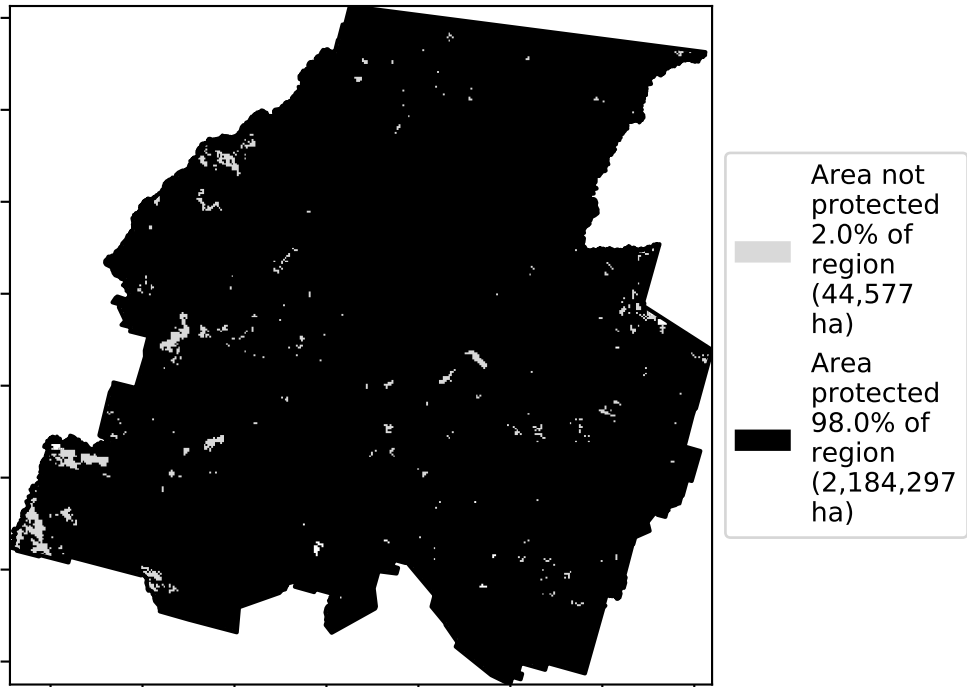 Area not
protected
2.0% of
region
(44,577
ha)
Area
protected
98.0% of
region
(2,184,297
ha)